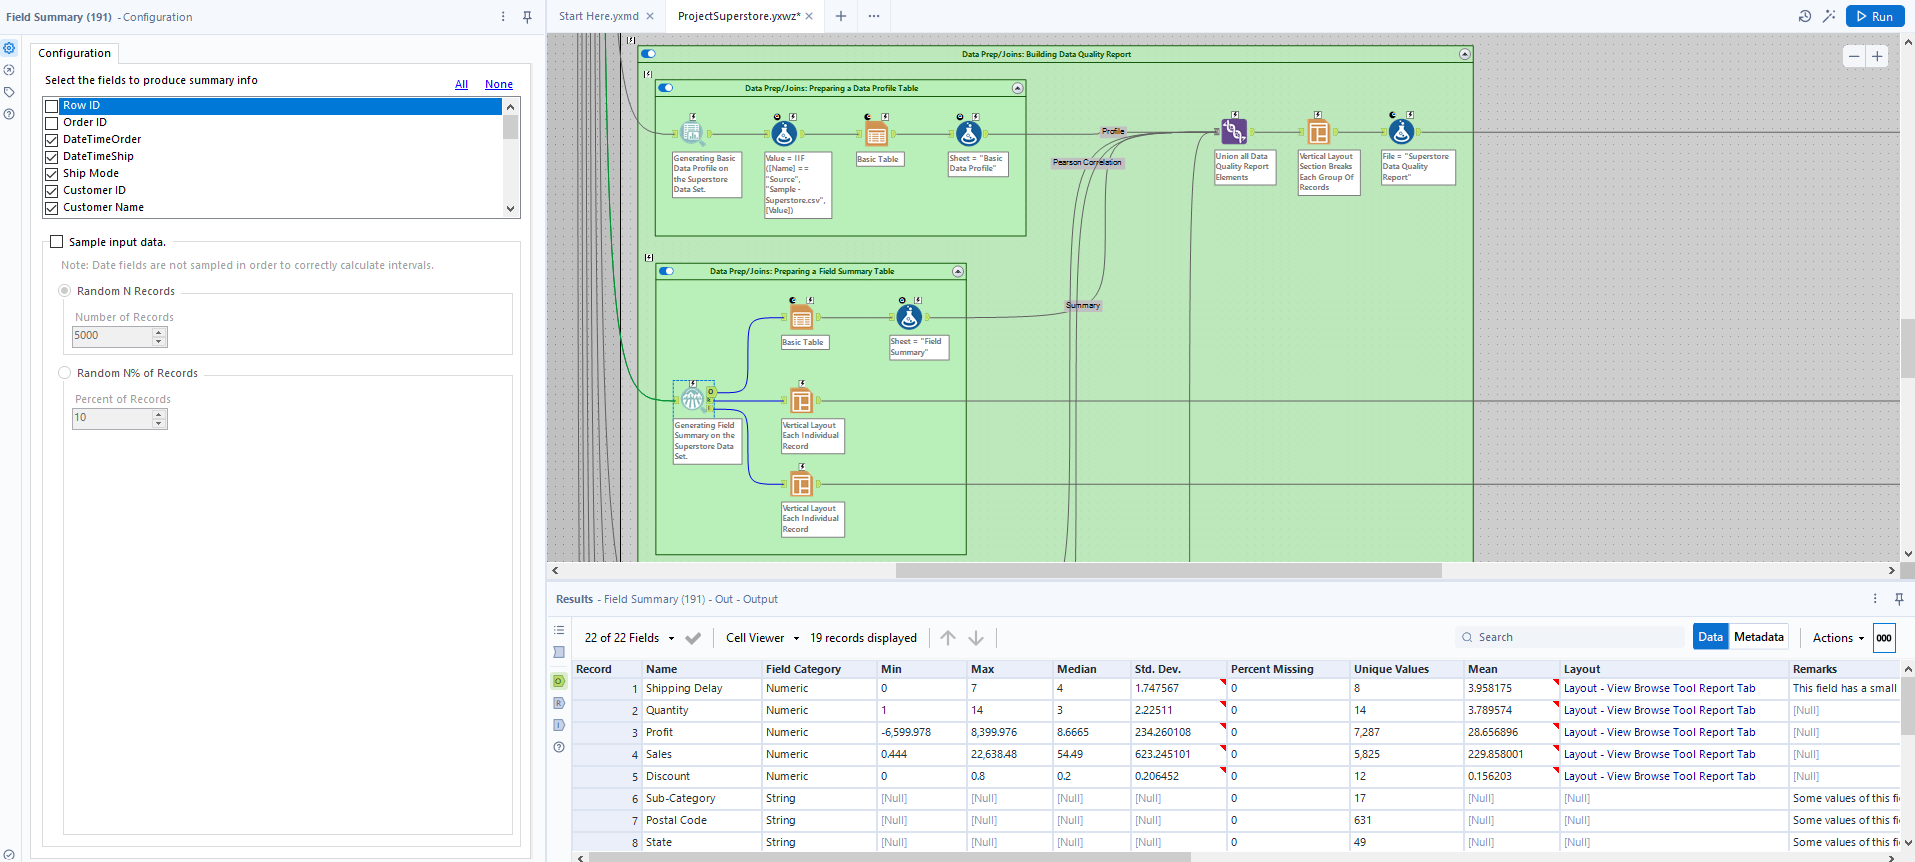 Field Summary (191) - Configuration
Start Here.yxmd
ProjectSuperstore.yxwz*
Run
Configuration
Select the fields to produce summary info
All
None
Row ID
Order ID
DateTimeOrder
DateTimeShip
Ship Mode
Customer ID
Customer Name
Sample input data.
Note: Date fields are not sampled in order to correctly calculate intervals.
Random N Records
Number of Records
5000
Random N% of Records
Percent of Records
10
Data Prep/Joins: Building Data Quality Report
Data Prep/Joins: Preparing a Data Profile Table
Generating Basic
Data Profile on
the Superstore
Data Set.
Value = IIF
([Name] ==
"Source",
"Sample -
Superstore.csv",
[Value])
Basic Table
Sheet = "Basic
Data Profile"
Profile
Pearson Correlation
Union all Data
Quality Report
Elements
Vertical Layout
Section Breaks
Each Group Of
Records
File = "Superstore
Data Quality
Report"
Data Prep/Joins: Preparing a Field Summary Table
Summary
Basic Table
Sheet = "Field
Summary"
O
R
I
Generating Field
Summary on the
Superstore Data
Set.
Vertical Layout
Each Individual
Record
Vertical Layout
Each Individual
Record
Results - Field Summary (191) - Out - Output
22 of 22 Fields
Cell Viewer
19 records displayed
Search
Data
Metadata
Actions
000
O
R
I
Record Name Field Category Min Max Median Std. Dev. Percent Missing Unique Values Mean Layout Remarks
1 Shipping Delay Numeric 0 7 4 1.747567 0 8 3.958175 Layout - View Browse Tool Report Tab This field has a small
2 Quantity Numeric 1 14 3 2.22511 0 14 3.789574 Layout - View Browse Tool Report Tab [Null]
3 Profit Numeric -6,599.978 8,399.976 8.6665 234.260108 0 7,287 28.656896 Layout - View Browse Tool Report Tab [Null]
4 Sales Numeric 0.444 22,638.48 54.49 623.245101 0 5,825 229.858001 Layout - View Browse Tool Report Tab [Null]
5 Discount Numeric 0 0.8 0.2 0.206452 0 12 0.156203 Layout - View Browse Tool Report Tab [Null]
6 Sub-Category String [Null] [Null] [Null] [Null] 0 17 [Null] [Null] Some values of this fi
7 Postal Code String [Null] [Null] [Null] [Null] 0 631 [Null] [Null] Some values of this fi
8 State String [Null] [Null] [Null] [Null] 0 49 [Null] [Null] Some values of this fi